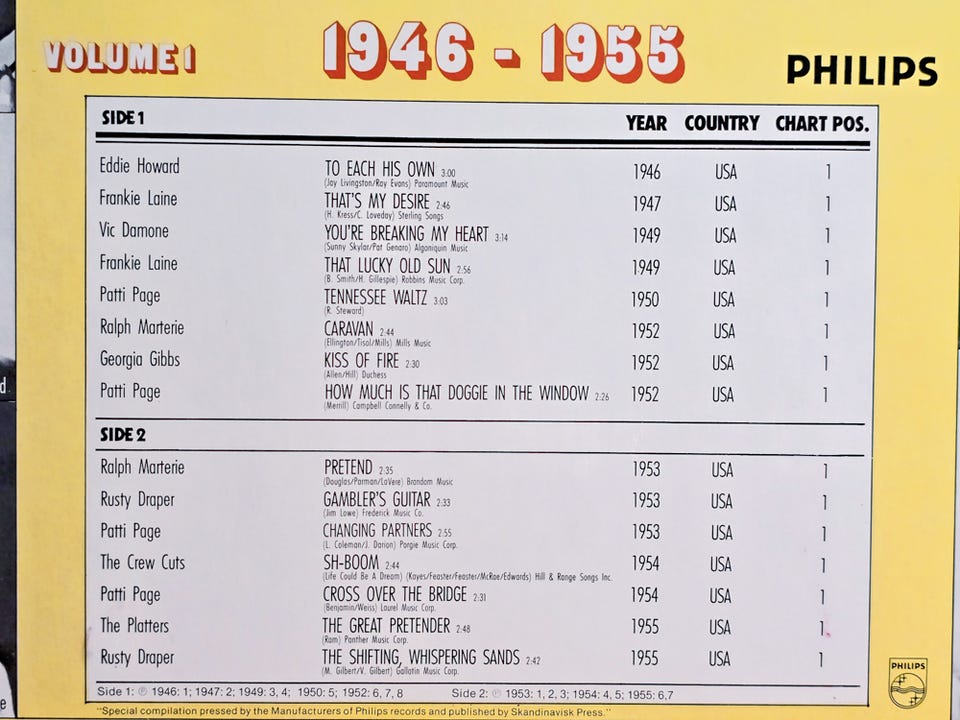 VOLUME 1 1946 - 1955 PHILIPS
SIDE 1 YEAR COUNTRY CHART POS.
Eddie Howard TO EACH HIS OWN 3:00 1946 USA 1
(Jay Livingston/Ray Evans) Paramount Music
Frankie Laine THAT'S MY DESIRE 2:46 1947 USA 1
(H. Kress/C. Loveday) Sterling Songs
Vic Damone YOU'RE BREAKING MY HEART 3:14 1949 USA 1
(Sunny Skylar/Pat Genaro) Algoniquin Music
Frankie Laine THAT LUCKY OLD SUN 2:56 1949 USA 1
(B. Smith/H. Gillespie) Robbins Music Corp.
Patti Page TENNESSEE WALTZ 3:03 1950 USA 1
(R. Steward)
Ralph Marterie CARAVAN 2:44 1952 USA 1
(Ellington/Tisol/Mills) Mills Music
Georgia Gibbs KISS OF FIRE 2:30 1952 USA 1
(Allen/Hill) Duchess
Patti Page HOW MUCH IS THAT DOGGIE IN THE WINDOW 2:26 1952 USA 1
(Merrill) Campbell Connelly & Co.
SIDE 2
Ralph Marterie PRETEND 2:35 1953 USA 1
(Douglas/Parman/LaVere) Brandom Music
Rusty Draper GAMBLER'S GUITAR 2:33 1953 USA 1
(Jim Lowe) Frederick Music Co.
Patti Page CHANGING PARTNERS 2:55 1953 USA 1
(L. Coleman/J. Darion) Porgie Music Corp.
The Crew Cuts SH-BOOM 2:44 1954 USA 1
(Life Could Be A Dream) (Kayes/Feaster/Feaster/McRae/Edwards) Hill & Range Songs Inc.
Patti Page CROSS OVER THE BRIDGE 2:31 1954 USA 1
(Benjamin/Weiss) Laurel Music Corp.
The Platters THE GREAT PRETENDER 2:48 1955 USA 1
(Ram) Panther Music Corp.
Rusty Draper THE SHIFTING, WHISPERING SANDS 2:42 1955 USA 1
(M. Gilbert/V. Gilbert) Gallatin Music Corp.
Side 1: ℗ 1946: 1; 1947: 2; 1949: 3, 4; 1950: 5; 1952: 6, 7, 8 Side 2: ℗ 1953: 1, 2, 3; 1954: 4, 5; 1955: 6,7
"Special compilation pressed by the Manufacturers of Philips records and published by Skandinavisk Press."
PHILIPS
d
e